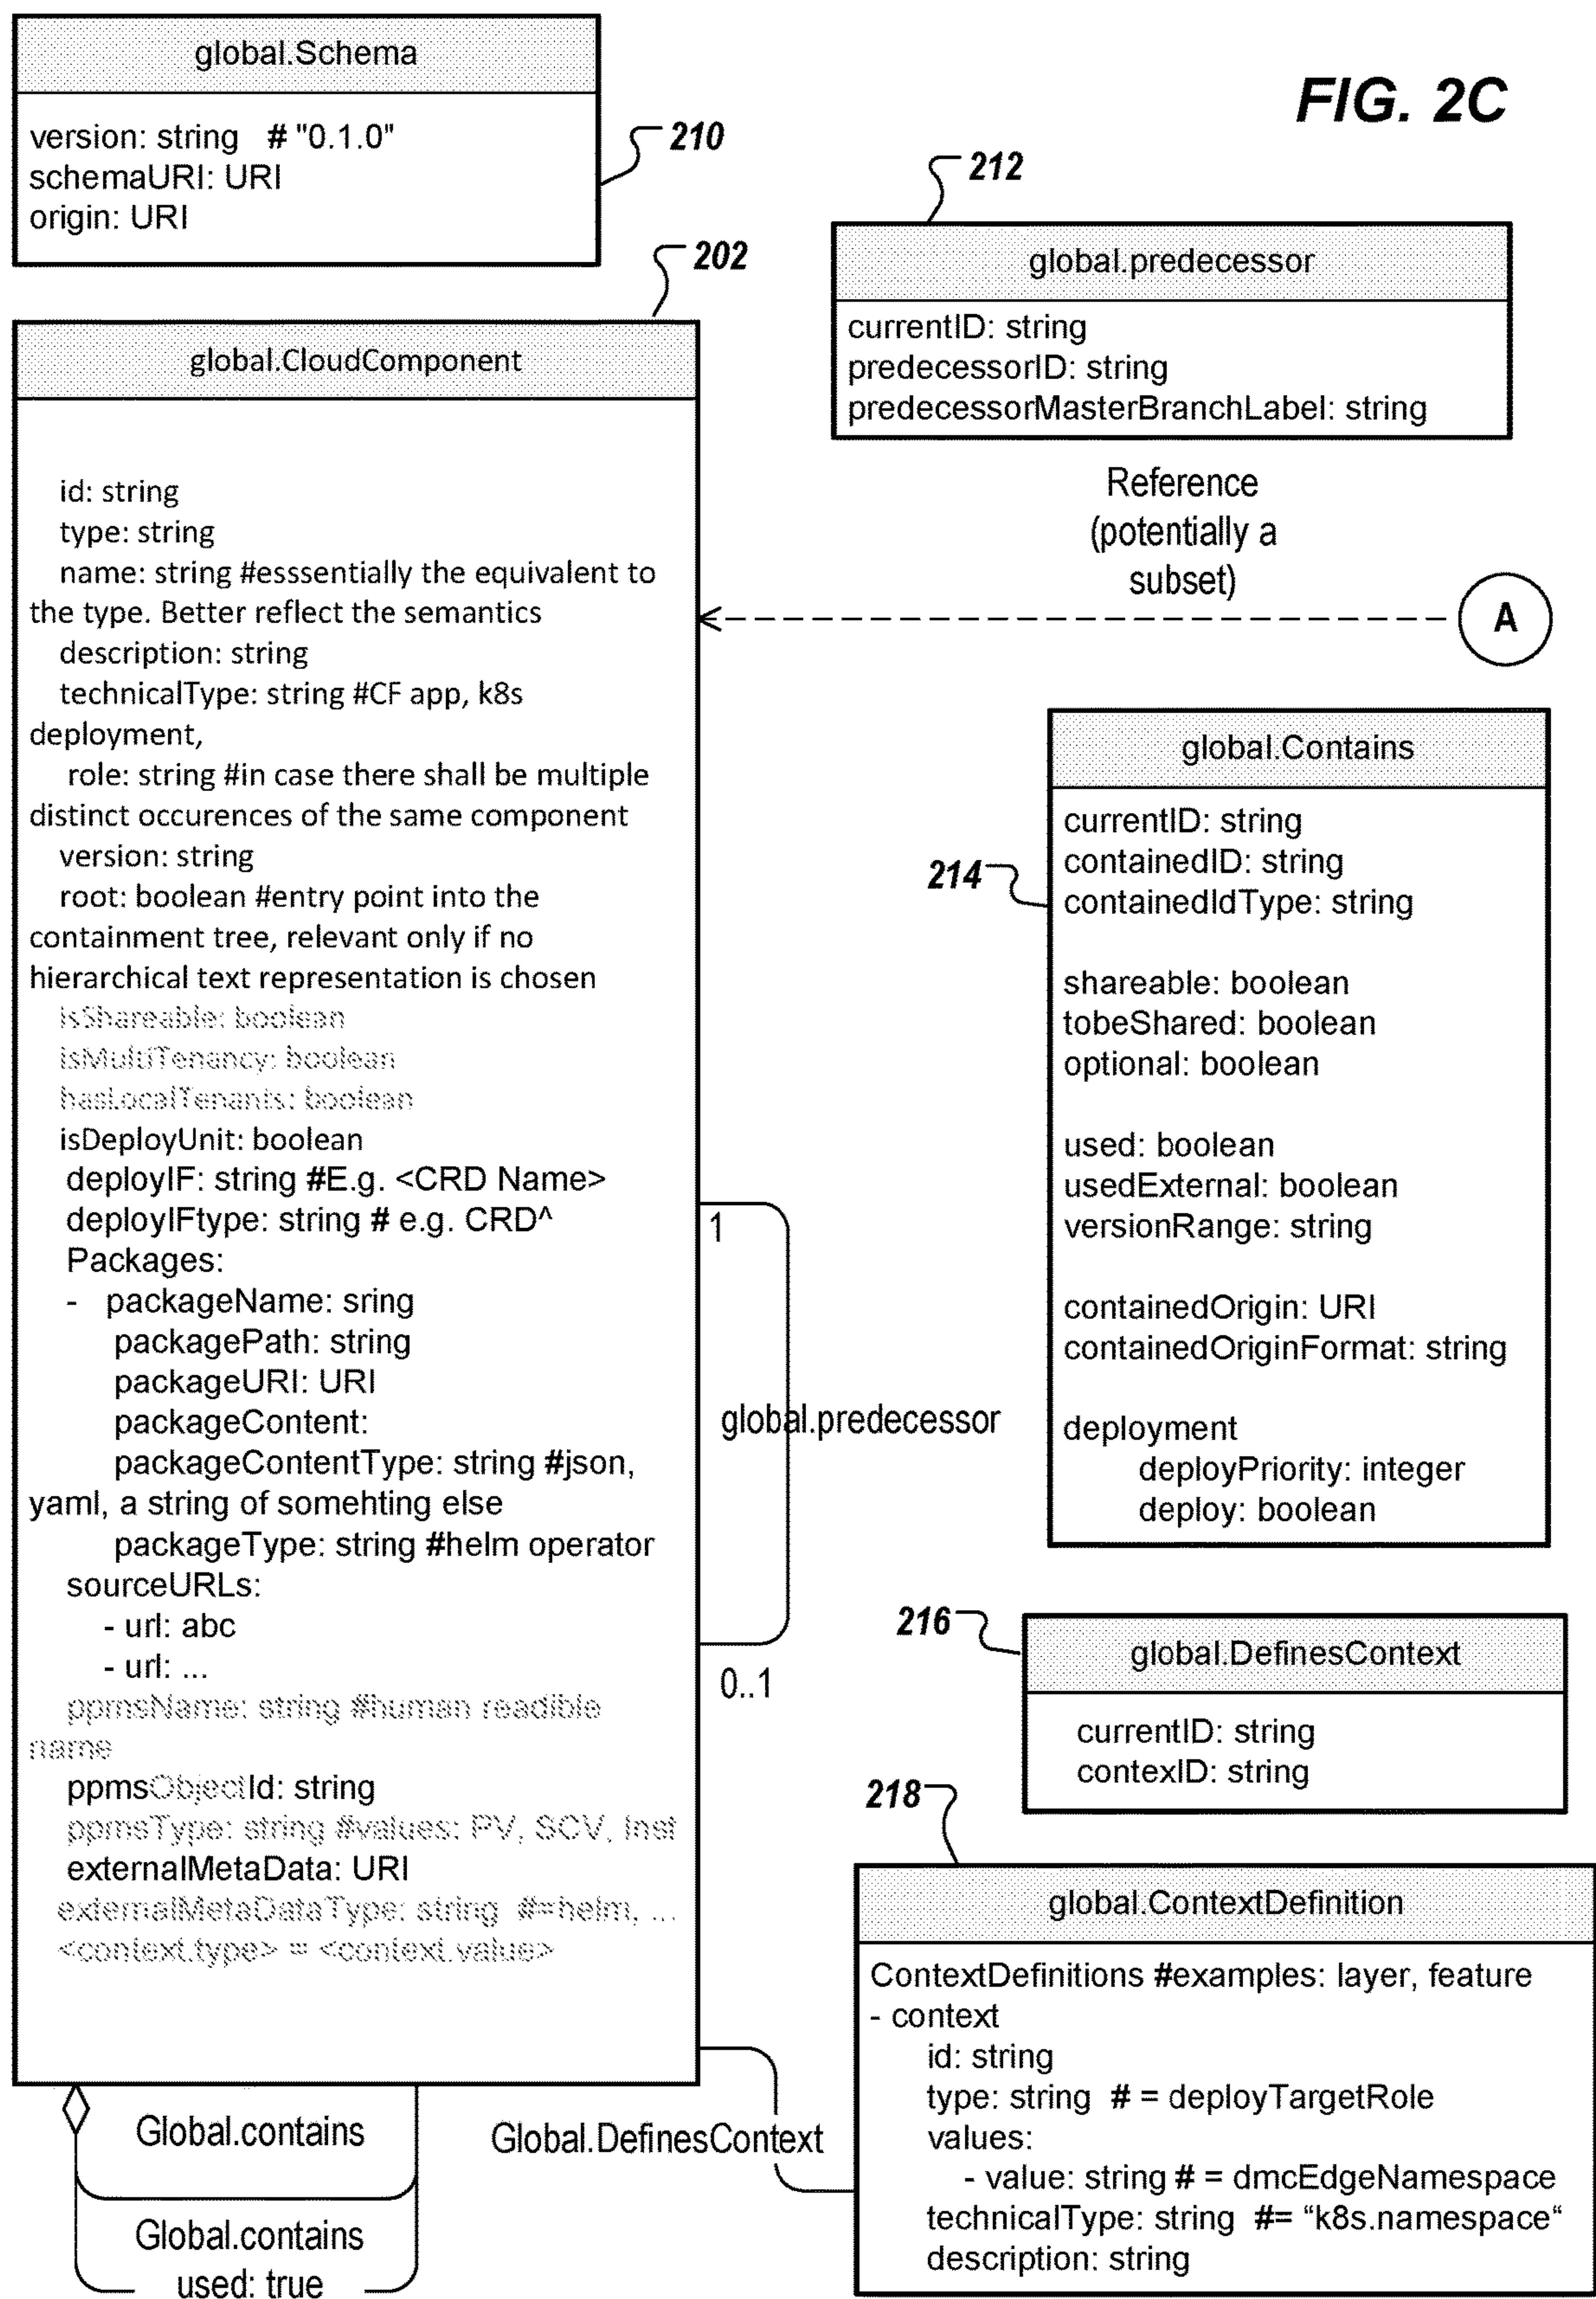 global.Schema
version: string # "0.1.0"
schemaURI: URI
origin: URI
210
FIG. 2C
212
global.predecessor
currentID: string
predecessorID: string
predecessorMasterBranchLabel: string
202
global.CloudComponent
id: string
type: string
name: string #esssentially the equivalent to
the type. Better reflect the semantics
description: string
technicalType: string #CF app, k8s
deployment,
role: string #in case there shall be multiple
distinct occurences of the same component
version: string
root: boolean #entry point into the
containment tree, relevant only if no
hierarchical text representation is chosen
isShareable: boolean
isMultiTenancy: boolean
hasLocalTenants: boolean
isDeployUnit: boolean
deployIF: string #E.g. <CRD Name>
deployIFtype: string # e.g. CRD^
Packages:
- packageName: sring
packagePath: string
packageURI: URI
packageContent:
packageContentType: string #json,
yaml, a string of somehting else
packageType: string #helm operator
sourceURLs:
- url: abc
- url: ...
ppmsName: string #human readible
name
ppmsObjectId: string
ppmsType: string #values: PV, SCV, Inst
externalMetaData: URI
externalMetaDataType: string #=helm, ...
<context.type> = <context.value>
Reference
(potentially a
subset)
A
214
global.Contains
currentID: string
containedID: string
containedIdType: string
shareable: boolean
tobeShared: boolean
optional: boolean
used: boolean
usedExternal: boolean
versionRange: string
containedOrigin: URI
containedOriginFormat: string
deployment
deployPriority: integer
deploy: boolean
1
global.predecessor
0..1
216
global.DefinesContext
currentID: string
contexID: string
218
global.ContextDefinition
ContextDefinitions #examples: layer, feature
- context
id: string
type: string # = deployTargetRole
values:
- value: string # = dmcEdgeNamespace
technicalType: string #= “k8s.namespace“
description: string
Global.contains
Global.DefinesContext
Global.contains
used: true